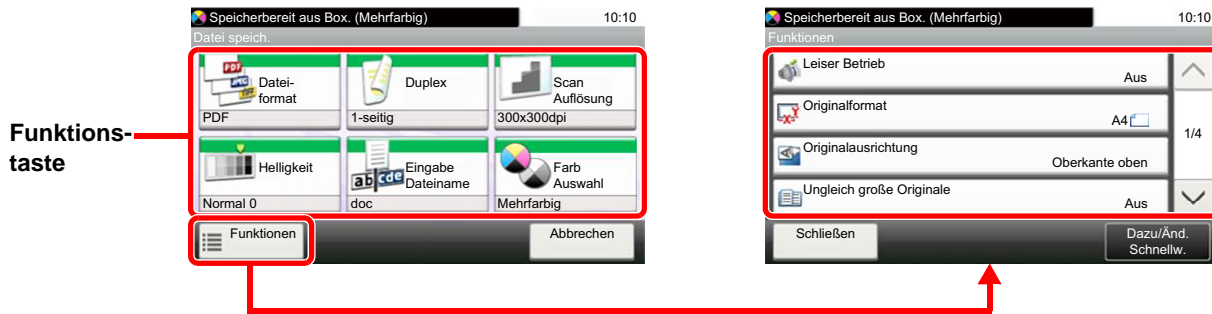 Speicherbereit aus Box. (Mehrfarbig) 10:10
Datei speich.
Datei-
format
PDF
Duplex
1-seitig
Scan
Auflösung
300x300dpi
Helligkeit
Normal 0
ab cde
Eingabe
Dateiname
doc
Farb
Auswahl
Mehrfarbig
Funktionen
Abbrechen
Funktions-
taste
Speicherbereit aus Box. (Mehrfarbig) 10:10
Funktionen
Leiser Betrieb
Aus
Originalformat
A4
Originalausrichtung
Oberkante oben
Ungleich große Originale
Aus
1/4
Schließen
Dazu/Änd.
Schnellw.